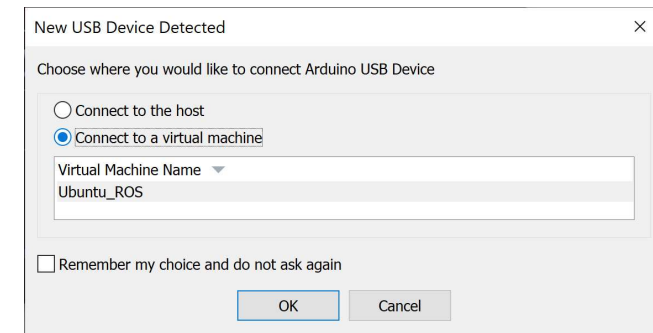 New USB Device Detected
Choose where you would like to connect Arduino USB Device
Connect to the host
Connect to a virtual machine
Virtual Machine Name
Ubuntu_ROS
Remember my choice and do not ask again
OK Cancel